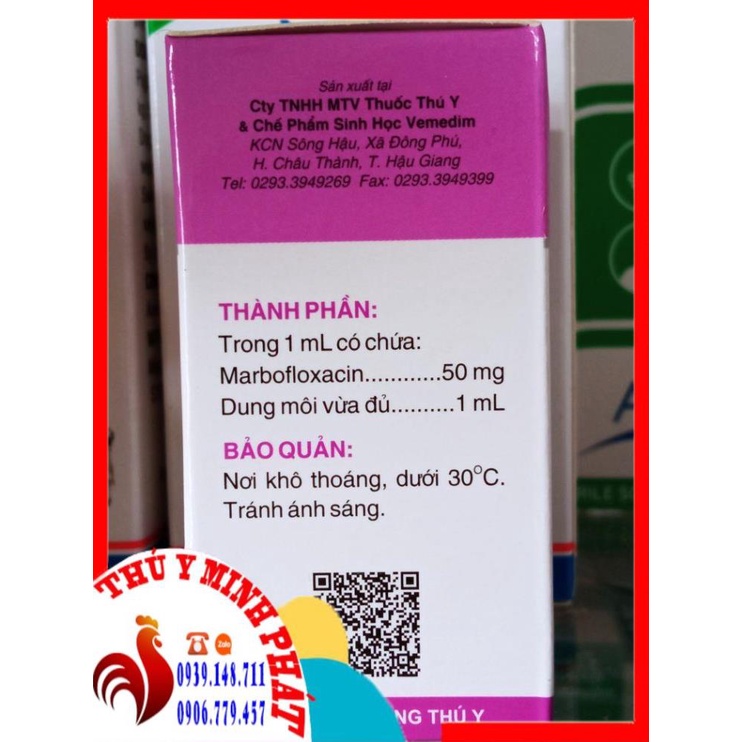 Sản xuất tại
Cty TNHH MTV Thuốc Thú Y
& Chế Phẩm Sinh Học Vemedim
KCN Sông Hậu, Xã Đông Phú,
H. Châu Thành, T. Hậu Giang
Tel: 0293.3949269 Fax: 0293.3949399
THÀNH PHẦN:
Trong 1 mL có chứa:
Marbofloxacin............50 mg
Dung môi vừa đủ..........1 mL
BẢO QUẢN:
Nơi khô thoáng, dưới 30°C.
Tránh ánh sáng.
THÚ Y MINH PHÁT
Zalo
0939.148.711
0906.779.457
THÚ Y